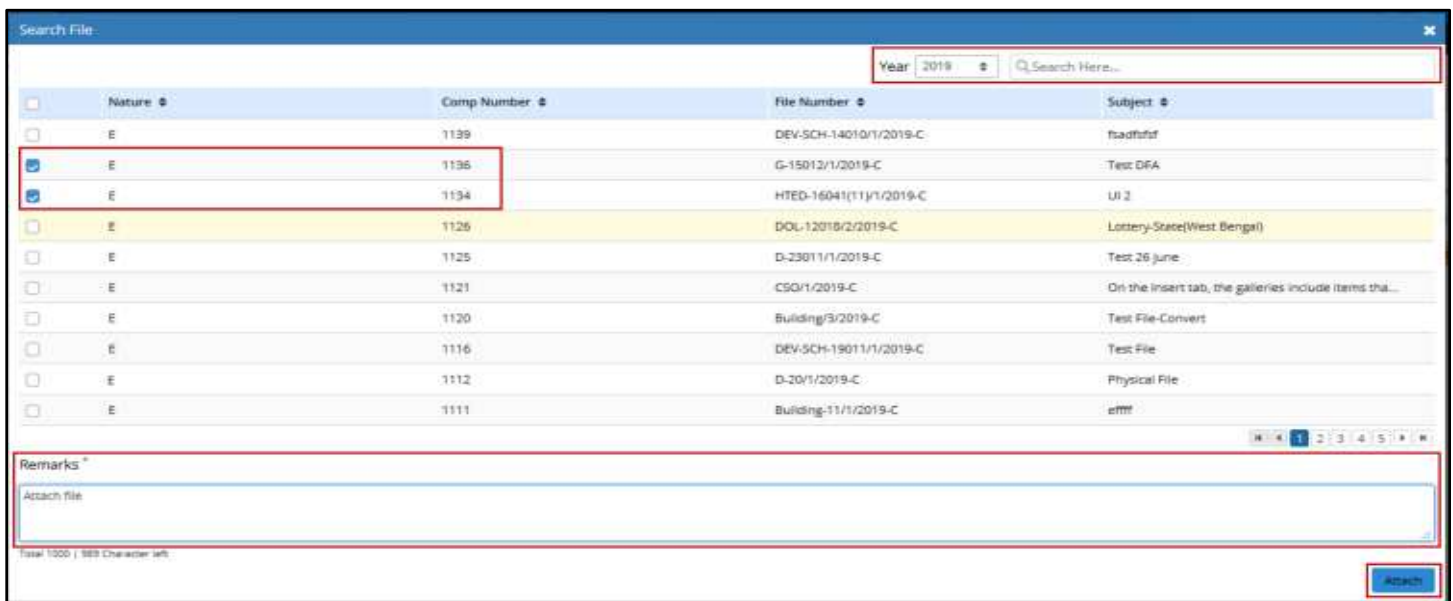 Search File
Year 2019 Search Here...
Nature Comp Number File Number Subject
E 1139 DEV-SCH-14010/1/2019-C fsadfsfsf
E 1136 G-15012/1/2019-C Test DFA
E 1134 HTED-16041(11)/1/2019-C UI 2
E 1126 DOL-12018/2/2019-C Lottery-State(West Bengal)
E 1125 D-23011/1/2019-C Test 26 june
E 1121 CSO/1/2019-C On the Insert tab, the galleries include items tha...
E 1120 Building/3/2019-C Test File-Convert
E 1116 DEV-SCH-19011/1/2019-C Test File
E 1112 D-20/1/2019-C Physical File
E 1111 Building-11/1/2019-C effff
1 2 3 4 5
Remarks *
Attach file
Total 1000 | 989 Character left
Attach